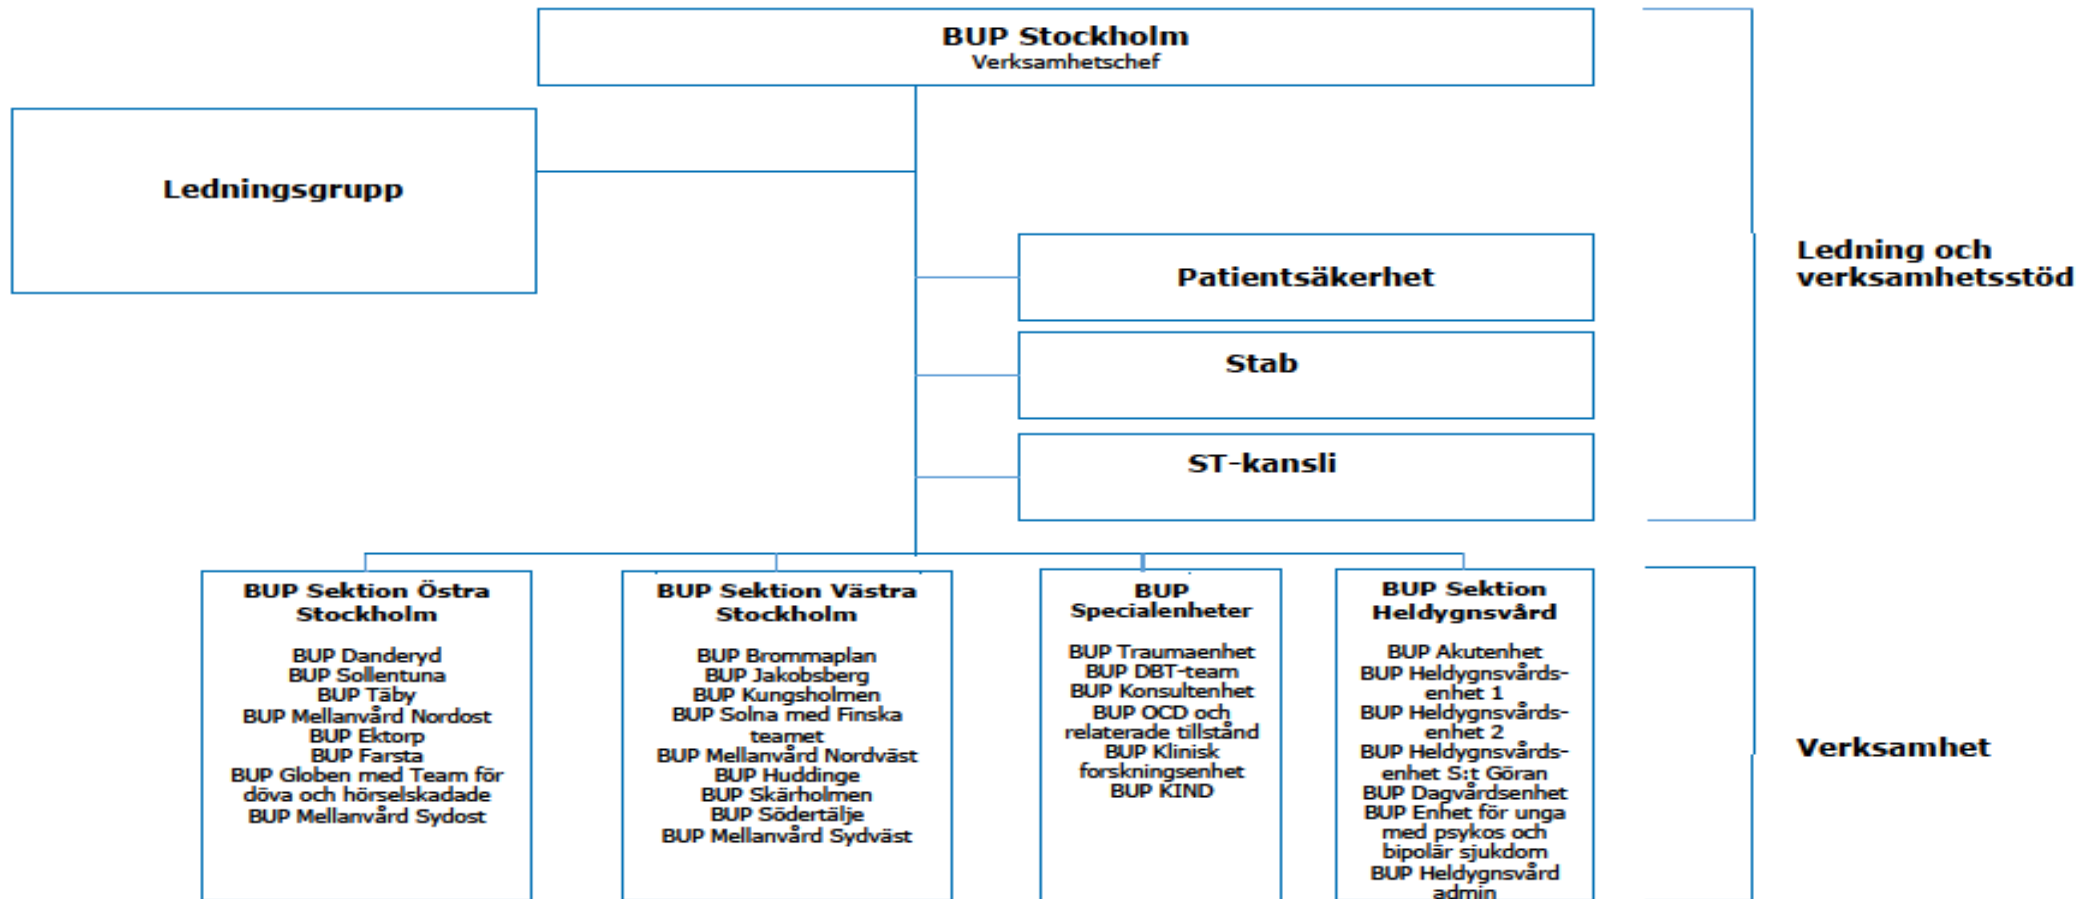 BUP Stockholm
Verksamhetschef
Ledningsgrupp
Patientsäkerhet
Stab
ST-kansli
Ledning och
verksamhetsstöd
BUP Sektion Östra
Stockholm
BUP Danderyd
BUP Sollentuna
BUP Täby
BUP Mellanvård Nordost
BUP Ektorp
BUP Farsta
BUP Globen med Team för
döva och hörselskadade
BUP Mellanvård Sydost
BUP Sektion Västra
Stockholm
BUP Brommaplan
BUP Jakobsberg
BUP Kungsholmen
BUP Solna med Finska
teamet
BUP Mellanvård Nordväst
BUP Huddinge
BUP Skärholmen
BUP Södertälje
BUP Mellanvård Sydväst
BUP
Specialenheter
BUP Traumaenhet
BUP DBT-team
BUP Konsultenhet
BUP OCD och
relaterade tillstånd
BUP Klinisk
forskningsenhet
BUP KIND
BUP Sektion
Heldygnsvård
BUP Akutenhet
BUP Heldygnsvårds-
enhet 1
BUP Heldygnsvårds-
enhet 2
BUP Heldygnsvårds-
enhet S:t Göran
BUP Dagvårdsenhet
BUP Enhet för unga
med psykos och
bipolär sjukdom
BUP Heldygnsvård
admin
Verksamhet